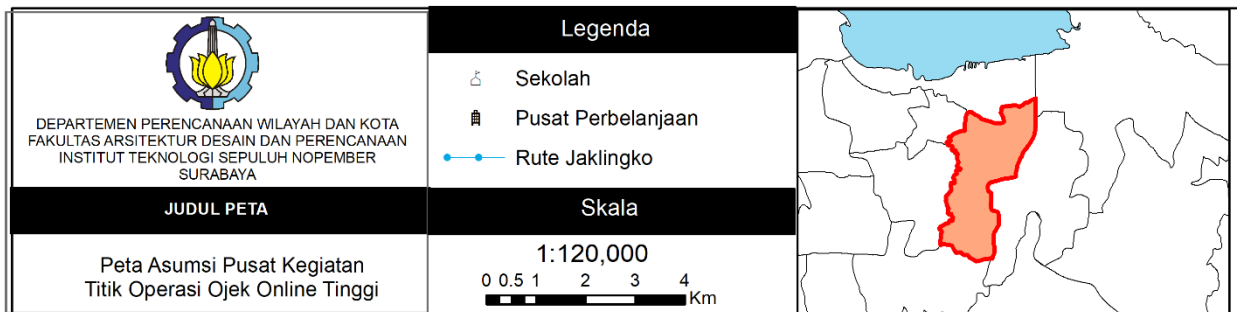 DEPARTEMEN PERENCANAAN WILAYAH DAN KOTA
FAKULTAS ARSITEKTUR DESAIN DAN PERENCANAAN
INSTITUT TEKNOLOGI SEPULUH NOPEMBER
SURABAYA
JUDUL PETA
Peta Asumsi Pusat Kegiatan
Titik Operasi Ojek Online Tinggi
Legenda
Sekolah
Pusat Perbelanjaan
Rute Jaklingko
Skala
1:120,000
0 0.5 1 2 3 4
Km